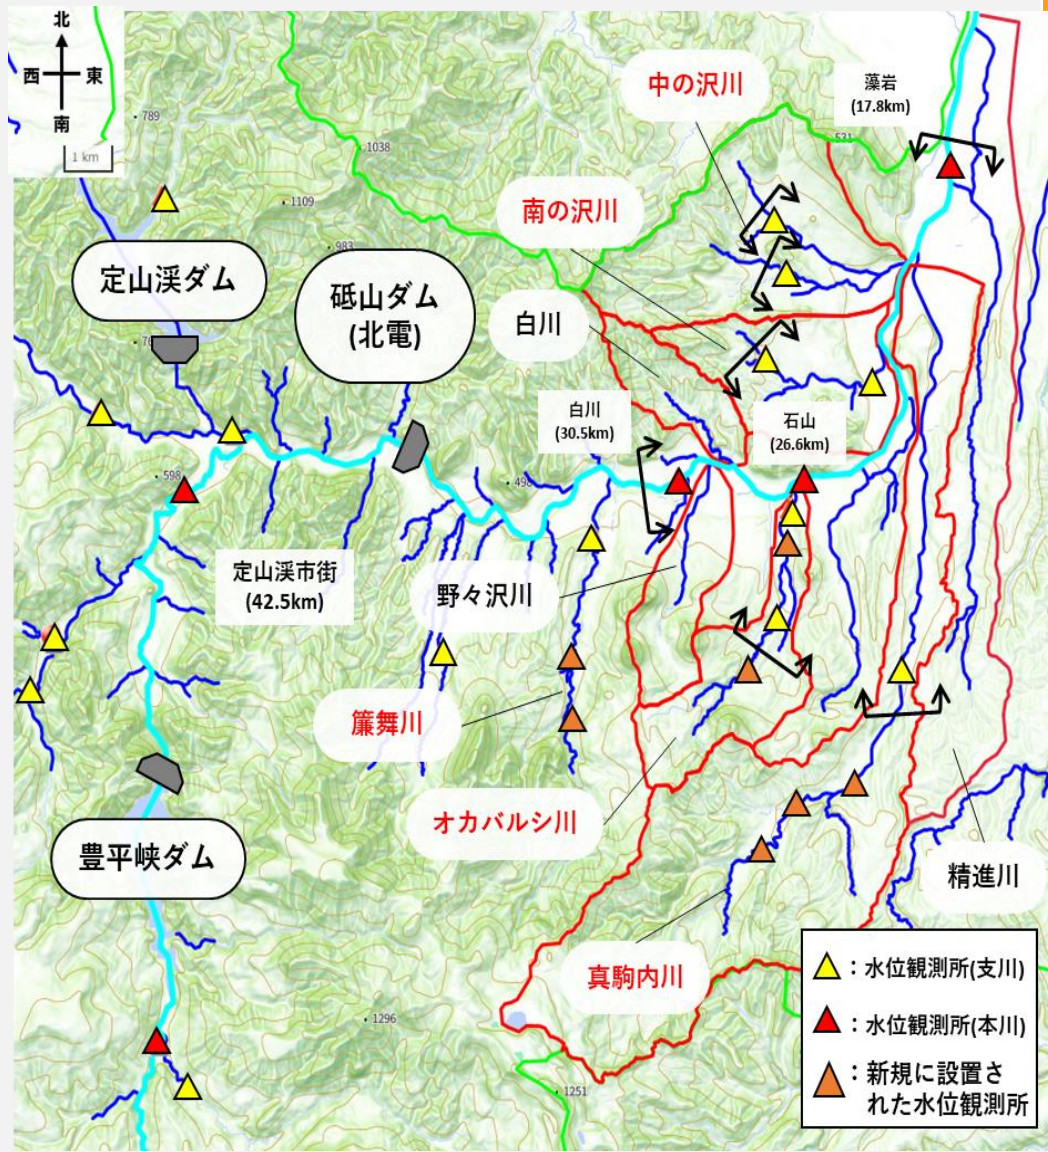 北
西 東
南
1 km
789
1038
1109
983
531
598
1296
1251
中の沢川
藻岩
(17.8km)
南の沢川
定山渓ダム
砥山ダム
(北電)
白川
白川
(30.5km)
石山
(26.6km)
定山渓市街
(42.5km)
野々沢川
簾舞川
オカバルシ川
豊平峡ダム
精進川
真駒内川
:水位観測所(支川)
:水位観測所(本川)
:新規に設置さ
れた水位観測所